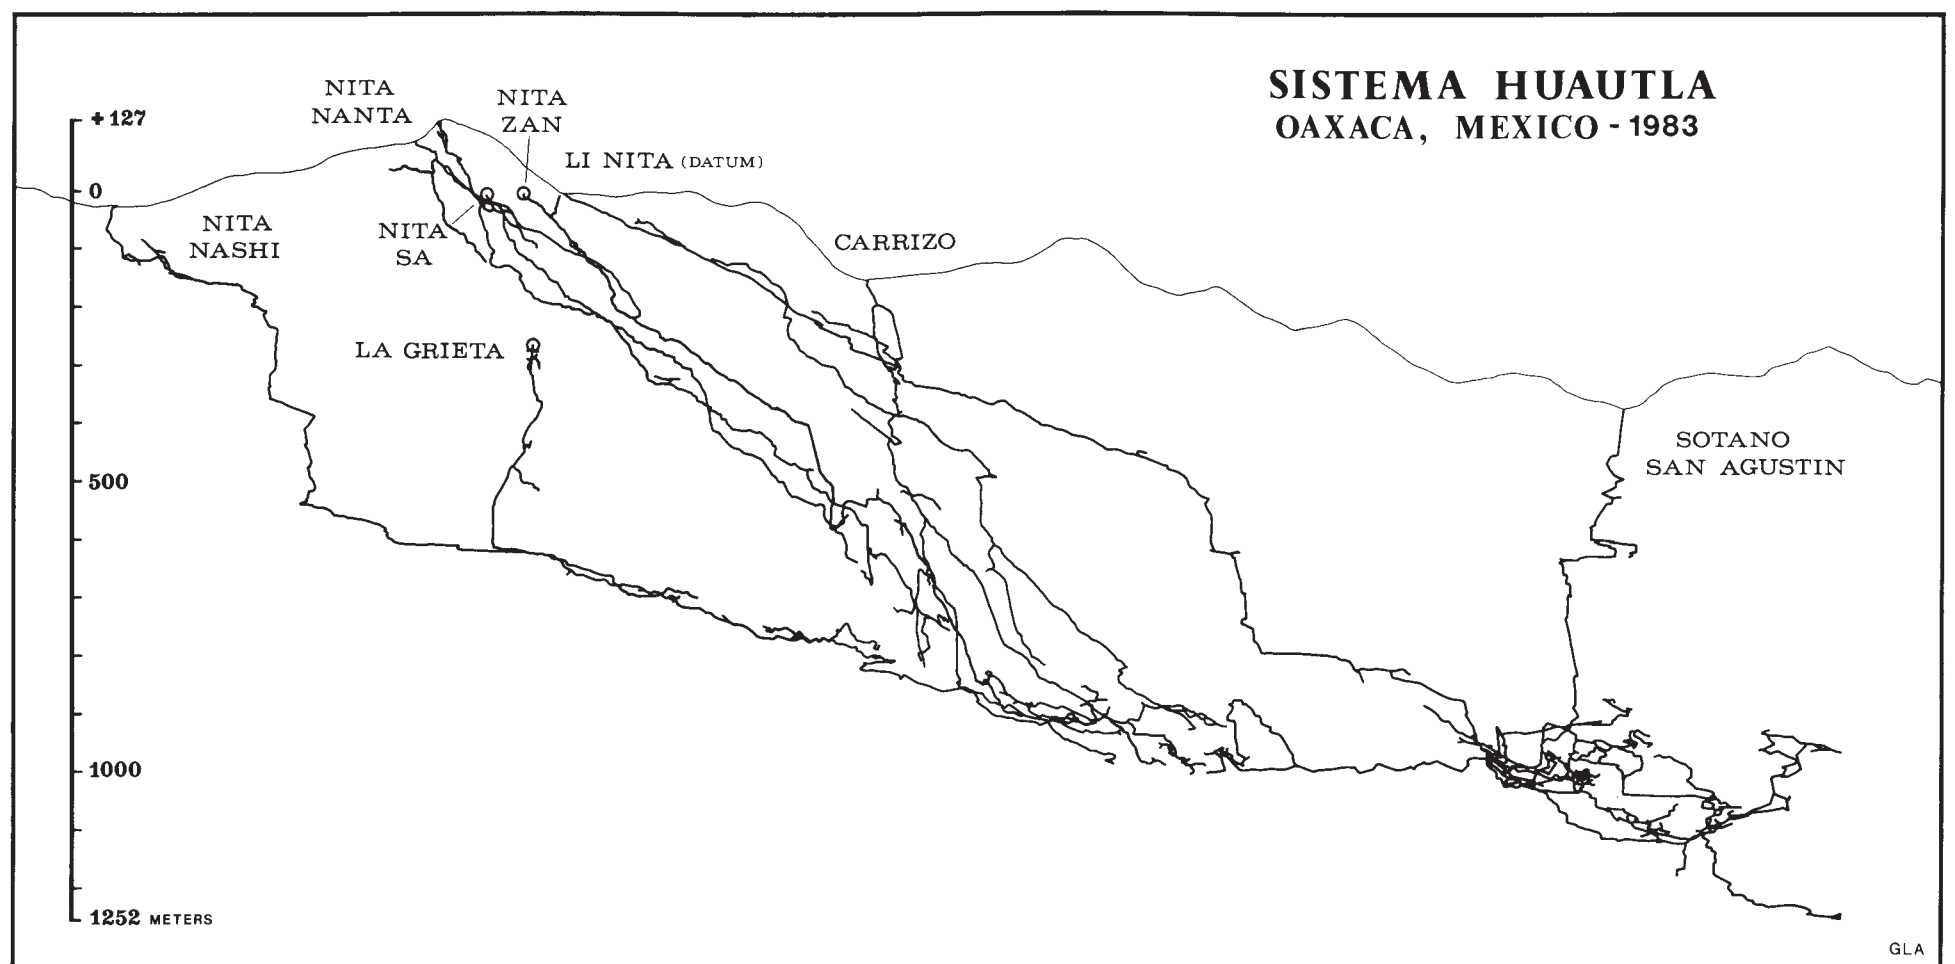 SISTEMA HUAUTLA
OAXACA, MEXICO - 1983
NITA
NANTA
NITA
ZAN
+127
LI NITA (DATUM)
0
NITA
NASHI
NITA
SA
CARRIZO
LA GRIETA
SOTANO
SAN AGUSTIN
500
1000
1252 METERS
GLA